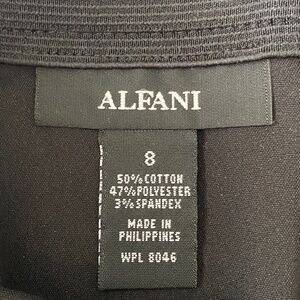 ALFANI
8
50%COTTON
47%POLYESTER
3%SPANDEX
MADE IN
PHILIPPINES
WPL 8046